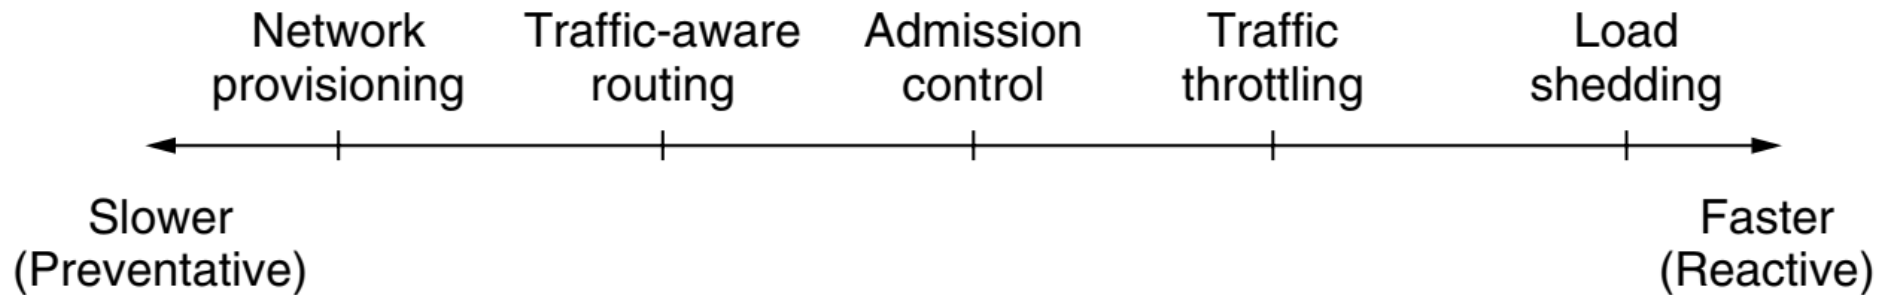 Network
provisioning
Traffic-aware
routing
Admission
control
Traffic
throttling
Load
shedding
Slower
(Preventative)
Faster
(Reactive)